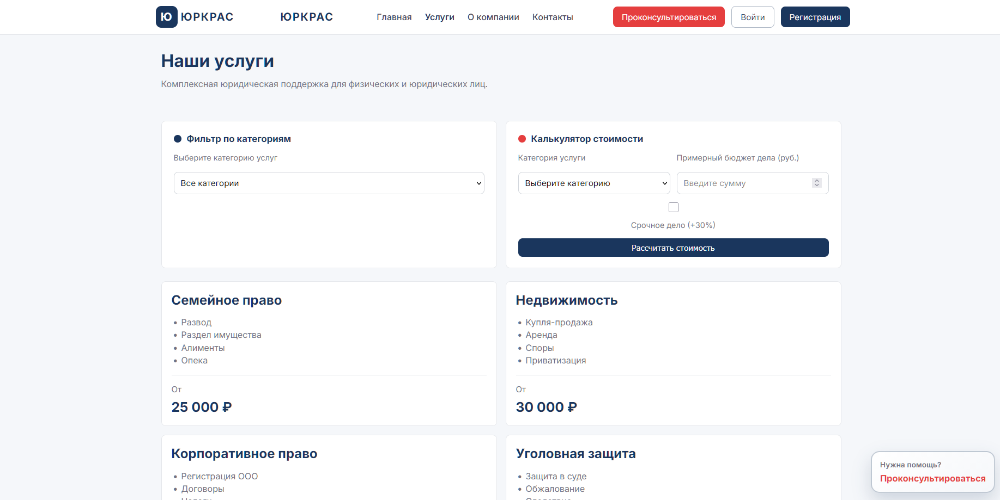 Ю ЮРКРАС ЮРКРАС Главная Услуги О компании Контакты Проконсультироваться Войти Регистрация
Наши услуги
Комплексная юридическая поддержка для физических и юридических лиц.
Фильтр по категориям
Выберите категорию услуг
Все категории
Калькулятор стоимости
Категория услуги Примерный бюджет дела (руб.)
Выберите категорию Введите сумму
Срочное дело (+30%)
Рассчитать стоимость
Семейное право
• Развод
• Раздел имущества
• Алименты
• Опека
От
25 000 ₽
Недвижимость
• Купля-продажа
• Аренда
• Споры
• Приватизация
От
30 000 ₽
Корпоративное право
• Регистрация ООО
• Договоры
Уголовная защита
• Защита в суде
• Обжалование
Нужна помощь?
Проконсультироваться